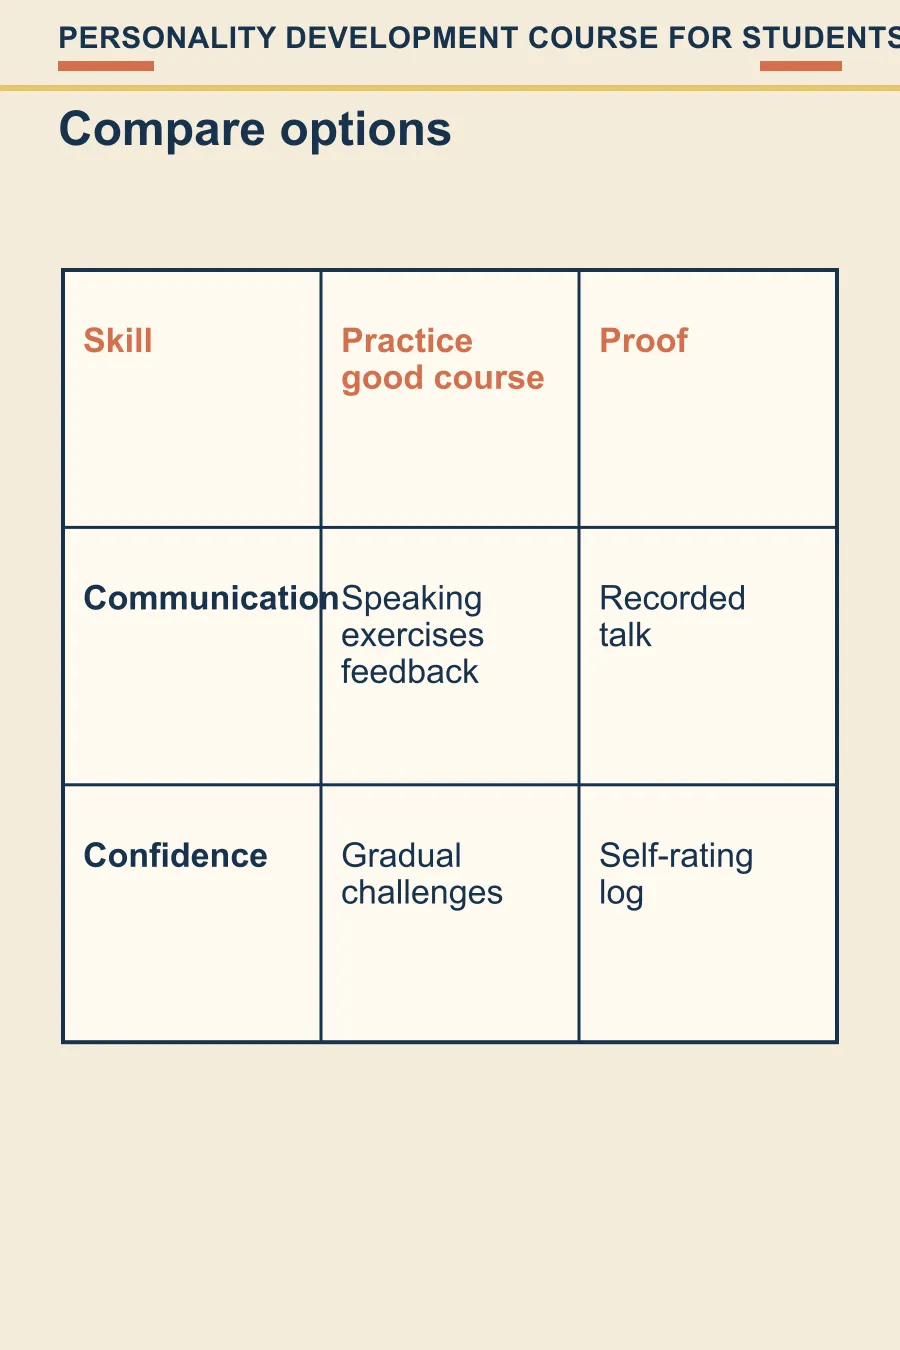 PERSONALITY DEVELOPMENT COURSE FOR STUDENTS
Compare options
Skill
Practice
good course
Proof
Communication
Speaking
exercises
feedback
Recorded
talk
Confidence
Gradual
challenges
Self-rating
log